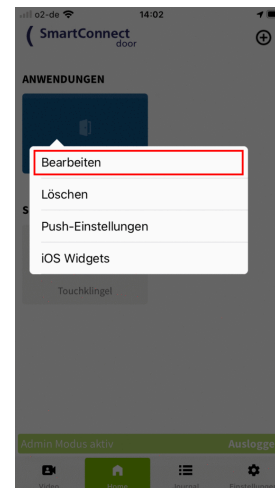 o2-de 14:02
SmartConnect
door
ANWENDUNGEN
Bearbeiten
Löschen
Push-Einstellungen
iOS Widgets
S
Touchklingel
Admin Modus aktiv Auslogge
Video Home Journal Einstellungen